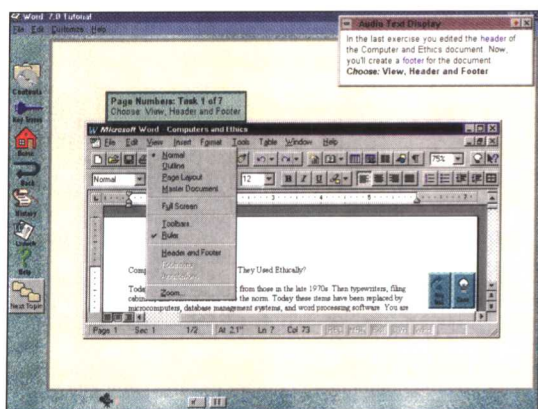 Word 7.0 Tutorial
File Edit Customize Help
Audio Text Display
In the last exercise you edited the header of
the Computer and Ethics document. Now,
you'll create a footer for the document.
Choose: View, Header and Footer
Contents
Key Terms
Home
Back
History
Help
Next Topic
Page Numbers: Task 1 of 7
Choose: View, Header and Footer
Microsoft Word - Computers and Ethics
File Edit View Insert Format Tools Table Window Help
75%
Normal
12
B I U
Normal
Outline
Page Layout
Master Document
Full Screen
Toolbars
Ruler
Header and Footer
Zoom...
They Used Ethically?
from those in the late 1970s. Then typewriters, filing
the norm. Today these items have been replaced by
microcomputers, database management systems, and word processing software. You are
Page 1 Sec 1 1/2 At 2.1" Ln 7 Col 73